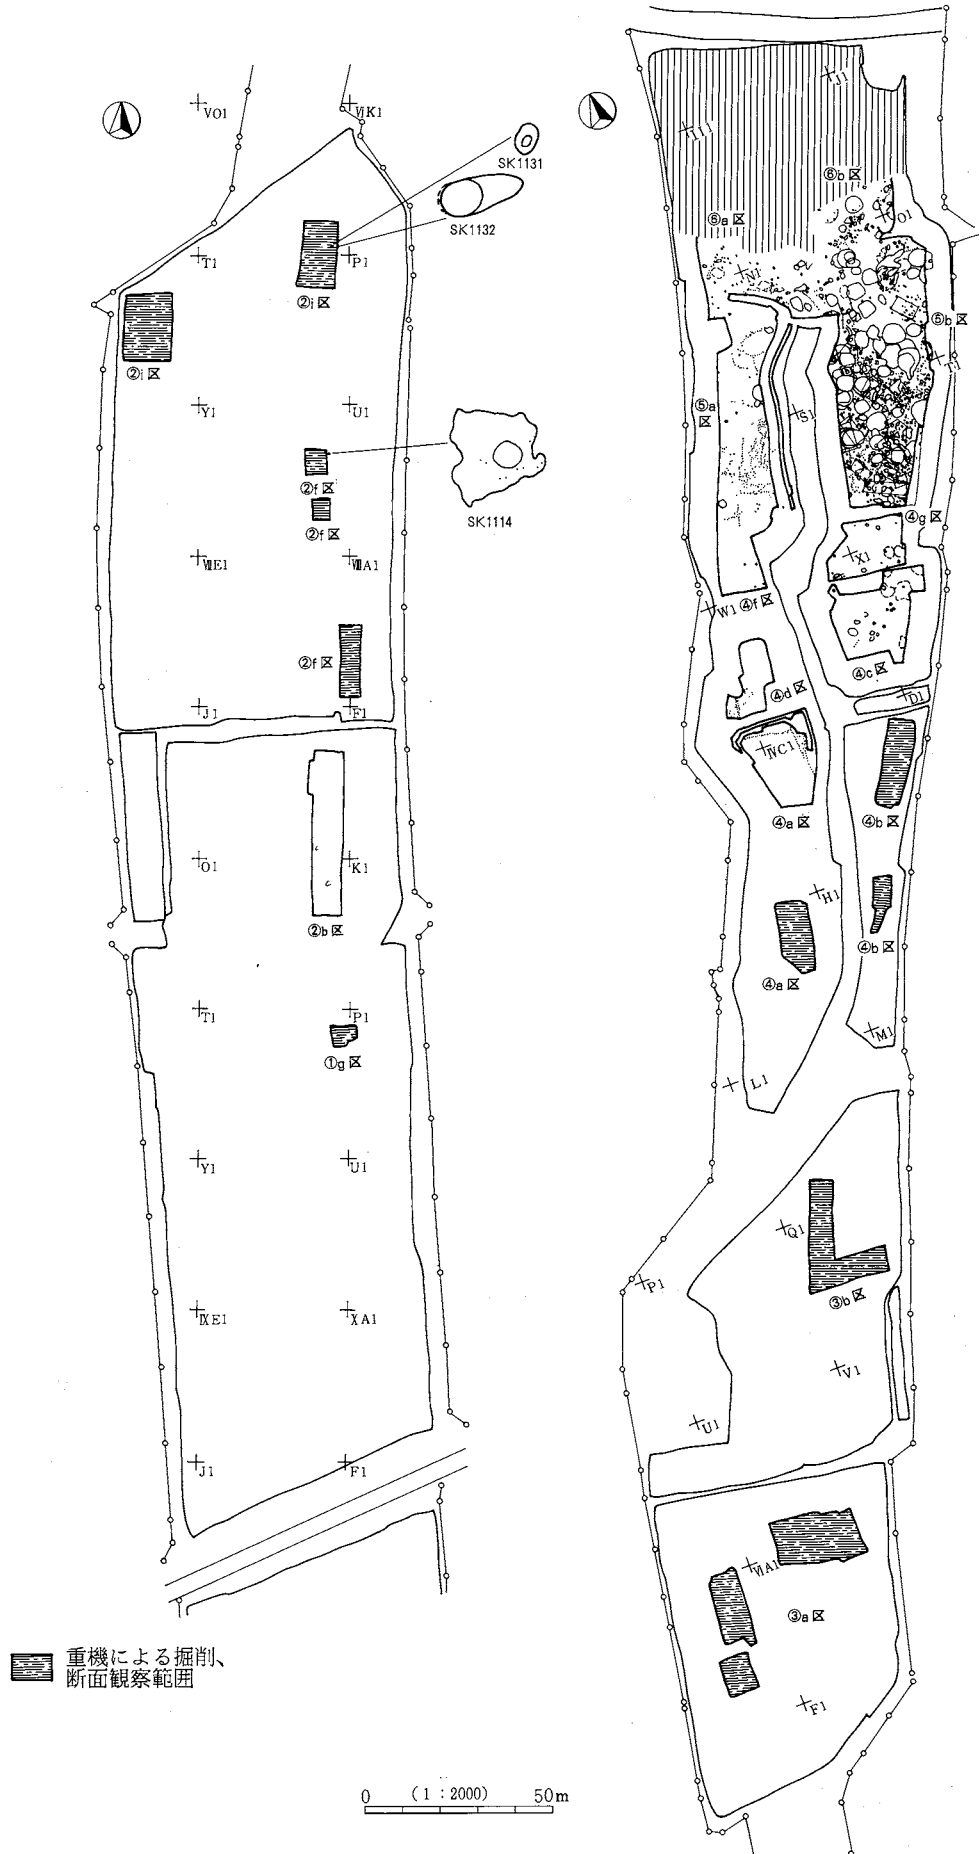 VO1
ⅥK1
SK1131
SK1132
T1
P1
②i区
②i区
Y1
U1
②f区
②f区
SK1114
ⅦE1
ⅧA1
②f区
J1
F1
O1
K1
②b区
T1
P1
①g区
Y1
U1
ⅨE1
ⅩA1
J1
F1
重機による掘削、
断面観察範囲
0 (1:2000) 50m
J1
I1
⑥b区
⑥a区
O1
N1
⑤b区
T1
⑤a
区
S1
④g区
X1
W1
④f区
④c区
④d区
D1
ⅣC1
④a区
④b区
H1
④b区
④a区
M1
L1
Q1
P1
③b区
V1
U1
ⅥA1
③a区
F1